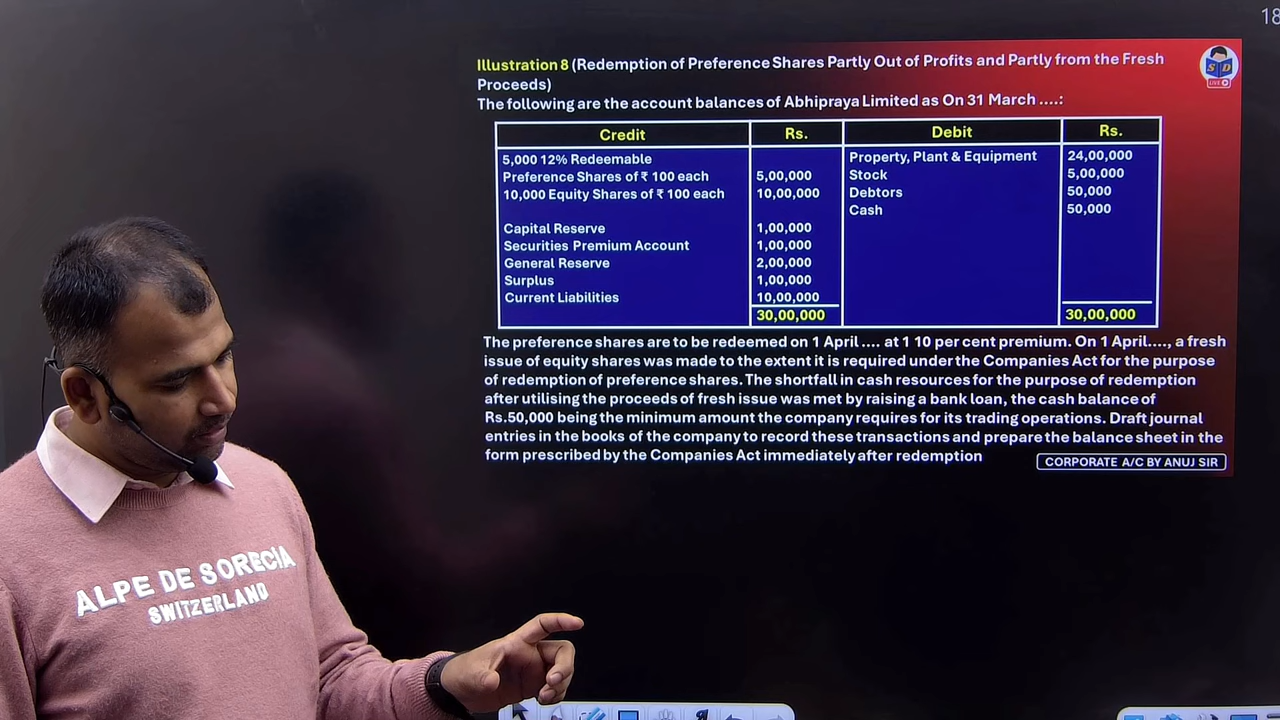 18
Illustration 8 (Redemption of Preference Shares Partly Out of Profits and Partly from the Fresh
Proceeds)
The following are the account balances of Abhipraya Limited as On 31 March ....:
Credit Rs. Debit Rs.
5,000 12% Redeemable Property, Plant & Equipment 24,00,000
Preference Shares of ₹ 100 each 5,00,000 Stock 5,00,000
10,000 Equity Shares of ₹ 100 each 10,00,000 Debtors 50,000
Cash 50,000
Capital Reserve 1,00,000
Securities Premium Account 1,00,000
General Reserve 2,00,000
Surplus 1,00,000
Current Liabilities 10,00,000
30,00,000 30,00,000
The preference shares are to be redeemed on 1 April .... at 1 10 per cent premium. On 1 April...., a fresh
issue of equity shares was made to the extent it is required under the Companies Act for the purpose
of redemption of preference shares. The shortfall in cash resources for the purpose of redemption
after utilising the proceeds of fresh issue was met by raising a bank loan, the cash balance of
Rs.50,000 being the minimum amount the company requires for its trading operations. Draft journal
entries in the books of the company to record these transactions and prepare the balance sheet in the
form prescribed by the Companies Act immediately after redemption
CORPORATE A/C BY ANUJ SIR
S D
LIVE
ALPE DE SORECIA
SWITZERLAND